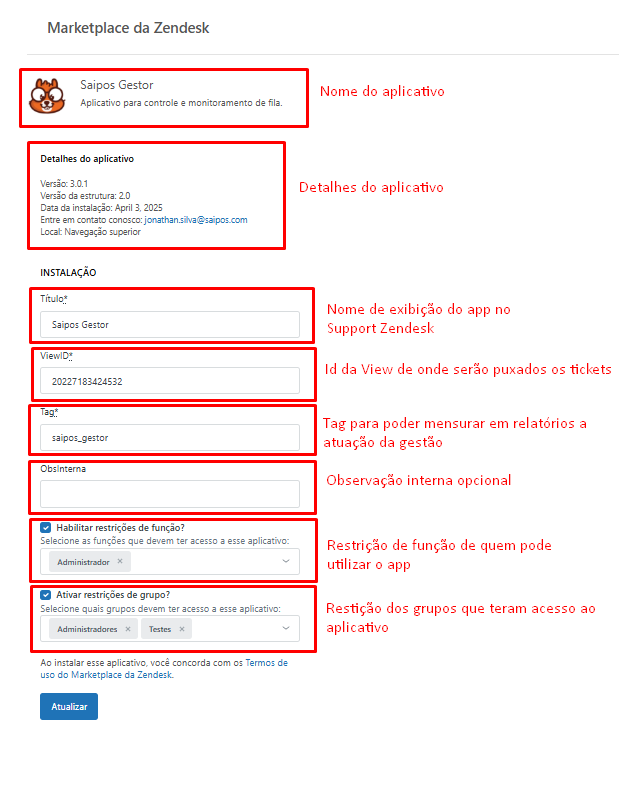 Marketplace da Zendesk
Saipos Gestor
Aplicativo para controle e monitoramento de fila.
Nome do aplicativo
Detalhes do aplicativo
Versão: 3.0.1
Versão da estrutura: 2.0
Data da instalação: April 3, 2025
Entre em contato conosco: jonathan.silva@saipos.com
Local: Navegação superior
Detalhes do aplicativo
INSTALAÇÃO
Título*
Saipos Gestor
Nome de exibição do app no
Support Zendesk
ViewID*
20227183424532
Id da View de onde serão puxados os tickets
Tag*
saipos_gestor
Tag para poder mensurar em relatórios a
atuação da gestão
ObsInterna
Observação interna opcional
Habilitar restrições de função?
Selecione as funções que devem ter acesso a esse aplicativo:
Administrador ×
Restrição de função de quem pode
utilizar o app
Ativar restrições de grupo?
Selecione quais grupos devem ter acesso a esse aplicativo:
Administradores × Testes ×
Restição dos grupos que teram acesso ao
aplicativo
Ao instalar esse aplicativo, você concorda com os Termos de
uso do Marketplace da Zendesk.
Atualizar